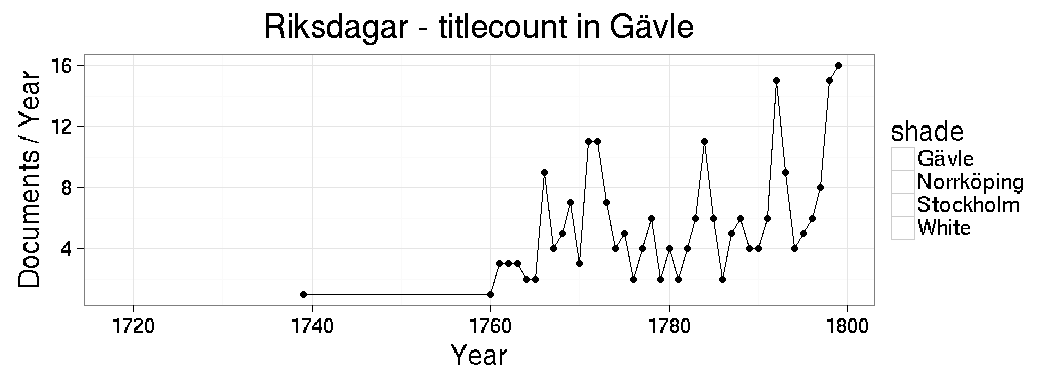 Riksdagar - titlecount in Gävle
Documents / Year
16
12
8
4
1720 1740 1760 1780 1800
Year
shade
Gävle
Norrköping
Stockholm
White